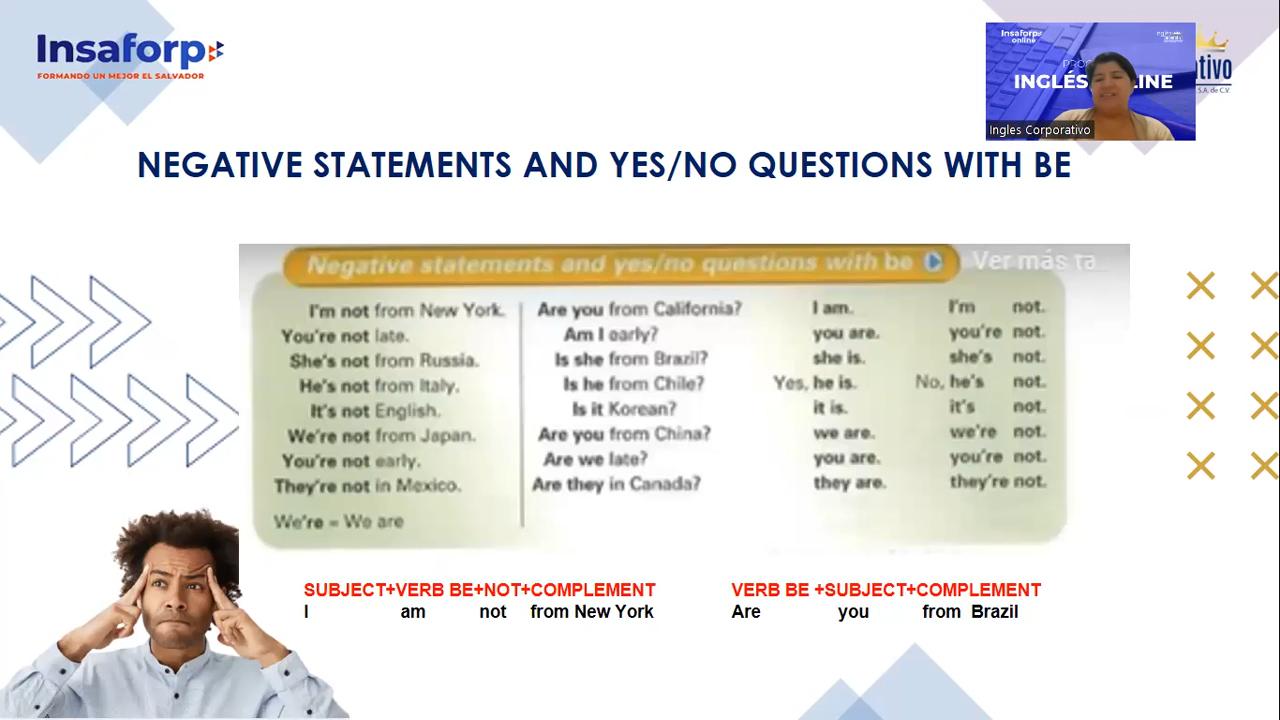 Insaforp
FORMANDO UN MEJOR EL SALVADOR
Insaforp
online
INGLÉS LINE
Ingles Corporativo
tivo
S.A. de C.V.
NEGATIVE STATEMENTS AND YES/NO QUESTIONS WITH BE
Negative statements and yes/no questions with be
Ver más ta...
I'm not from New York.
You're not late.
She's not from Russia.
He's not from Italy.
It's not English.
We're not from Japan.
You're not early.
They're not in Mexico.
We're = We are
Are you from California? I am. I'm not.
Am I early? you are. you're not.
Is she from Brazil? she is. she's not.
Is he from Chile? Yes, he is. No, he's not.
Is it Korean? it is. it's not.
Are you from China? we are. we're not.
Are we late? you are. you're not.
Are they in Canada? they are. they're not.
SUBJECT+VERB BE+NOT+COMPLEMENT
I am not from New York
VERB BE +SUBJECT+COMPLEMENT
Are you from Brazil